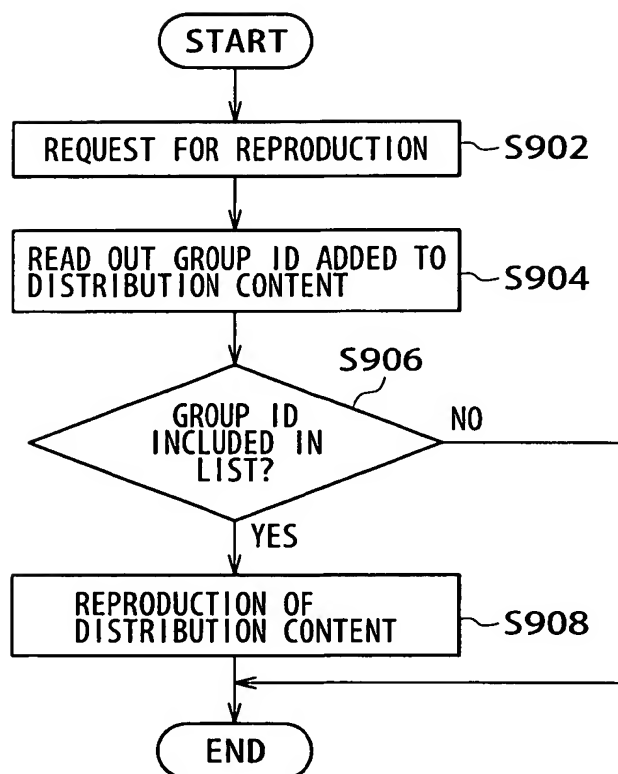 START
REQUEST FOR REPRODUCTION
S902
READ OUT GROUP ID ADDED TO
DISTRIBUTION CONTENT
S904
S906
GROUP ID
INCLUDED IN
LIST?
NO
YES
REPRODUCTION OF
DISTRIBUTION CONTENT
S908
END